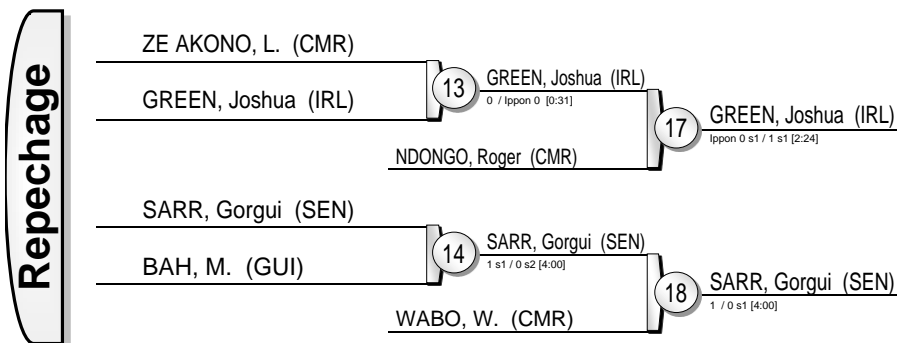 Repechage
ZE AKONO, L. (CMR)
GREEN, Joshua (IRL)
13
GREEN, Joshua (IRL)
0 / Ippon 0 [0:31]
NDONGO, Roger (CMR)
17
GREEN, Joshua (IRL)
Ippon 0 s1 / 1 s1 [2:24]
SARR, Gorgui (SEN)
BAH, M. (GUI)
14
SARR, Gorgui (SEN)
1 s1 / 0 s2 [4:00]
WABO, W. (CMR)
18
SARR, Gorgui (SEN)
1 / 0 s1 [4:00]